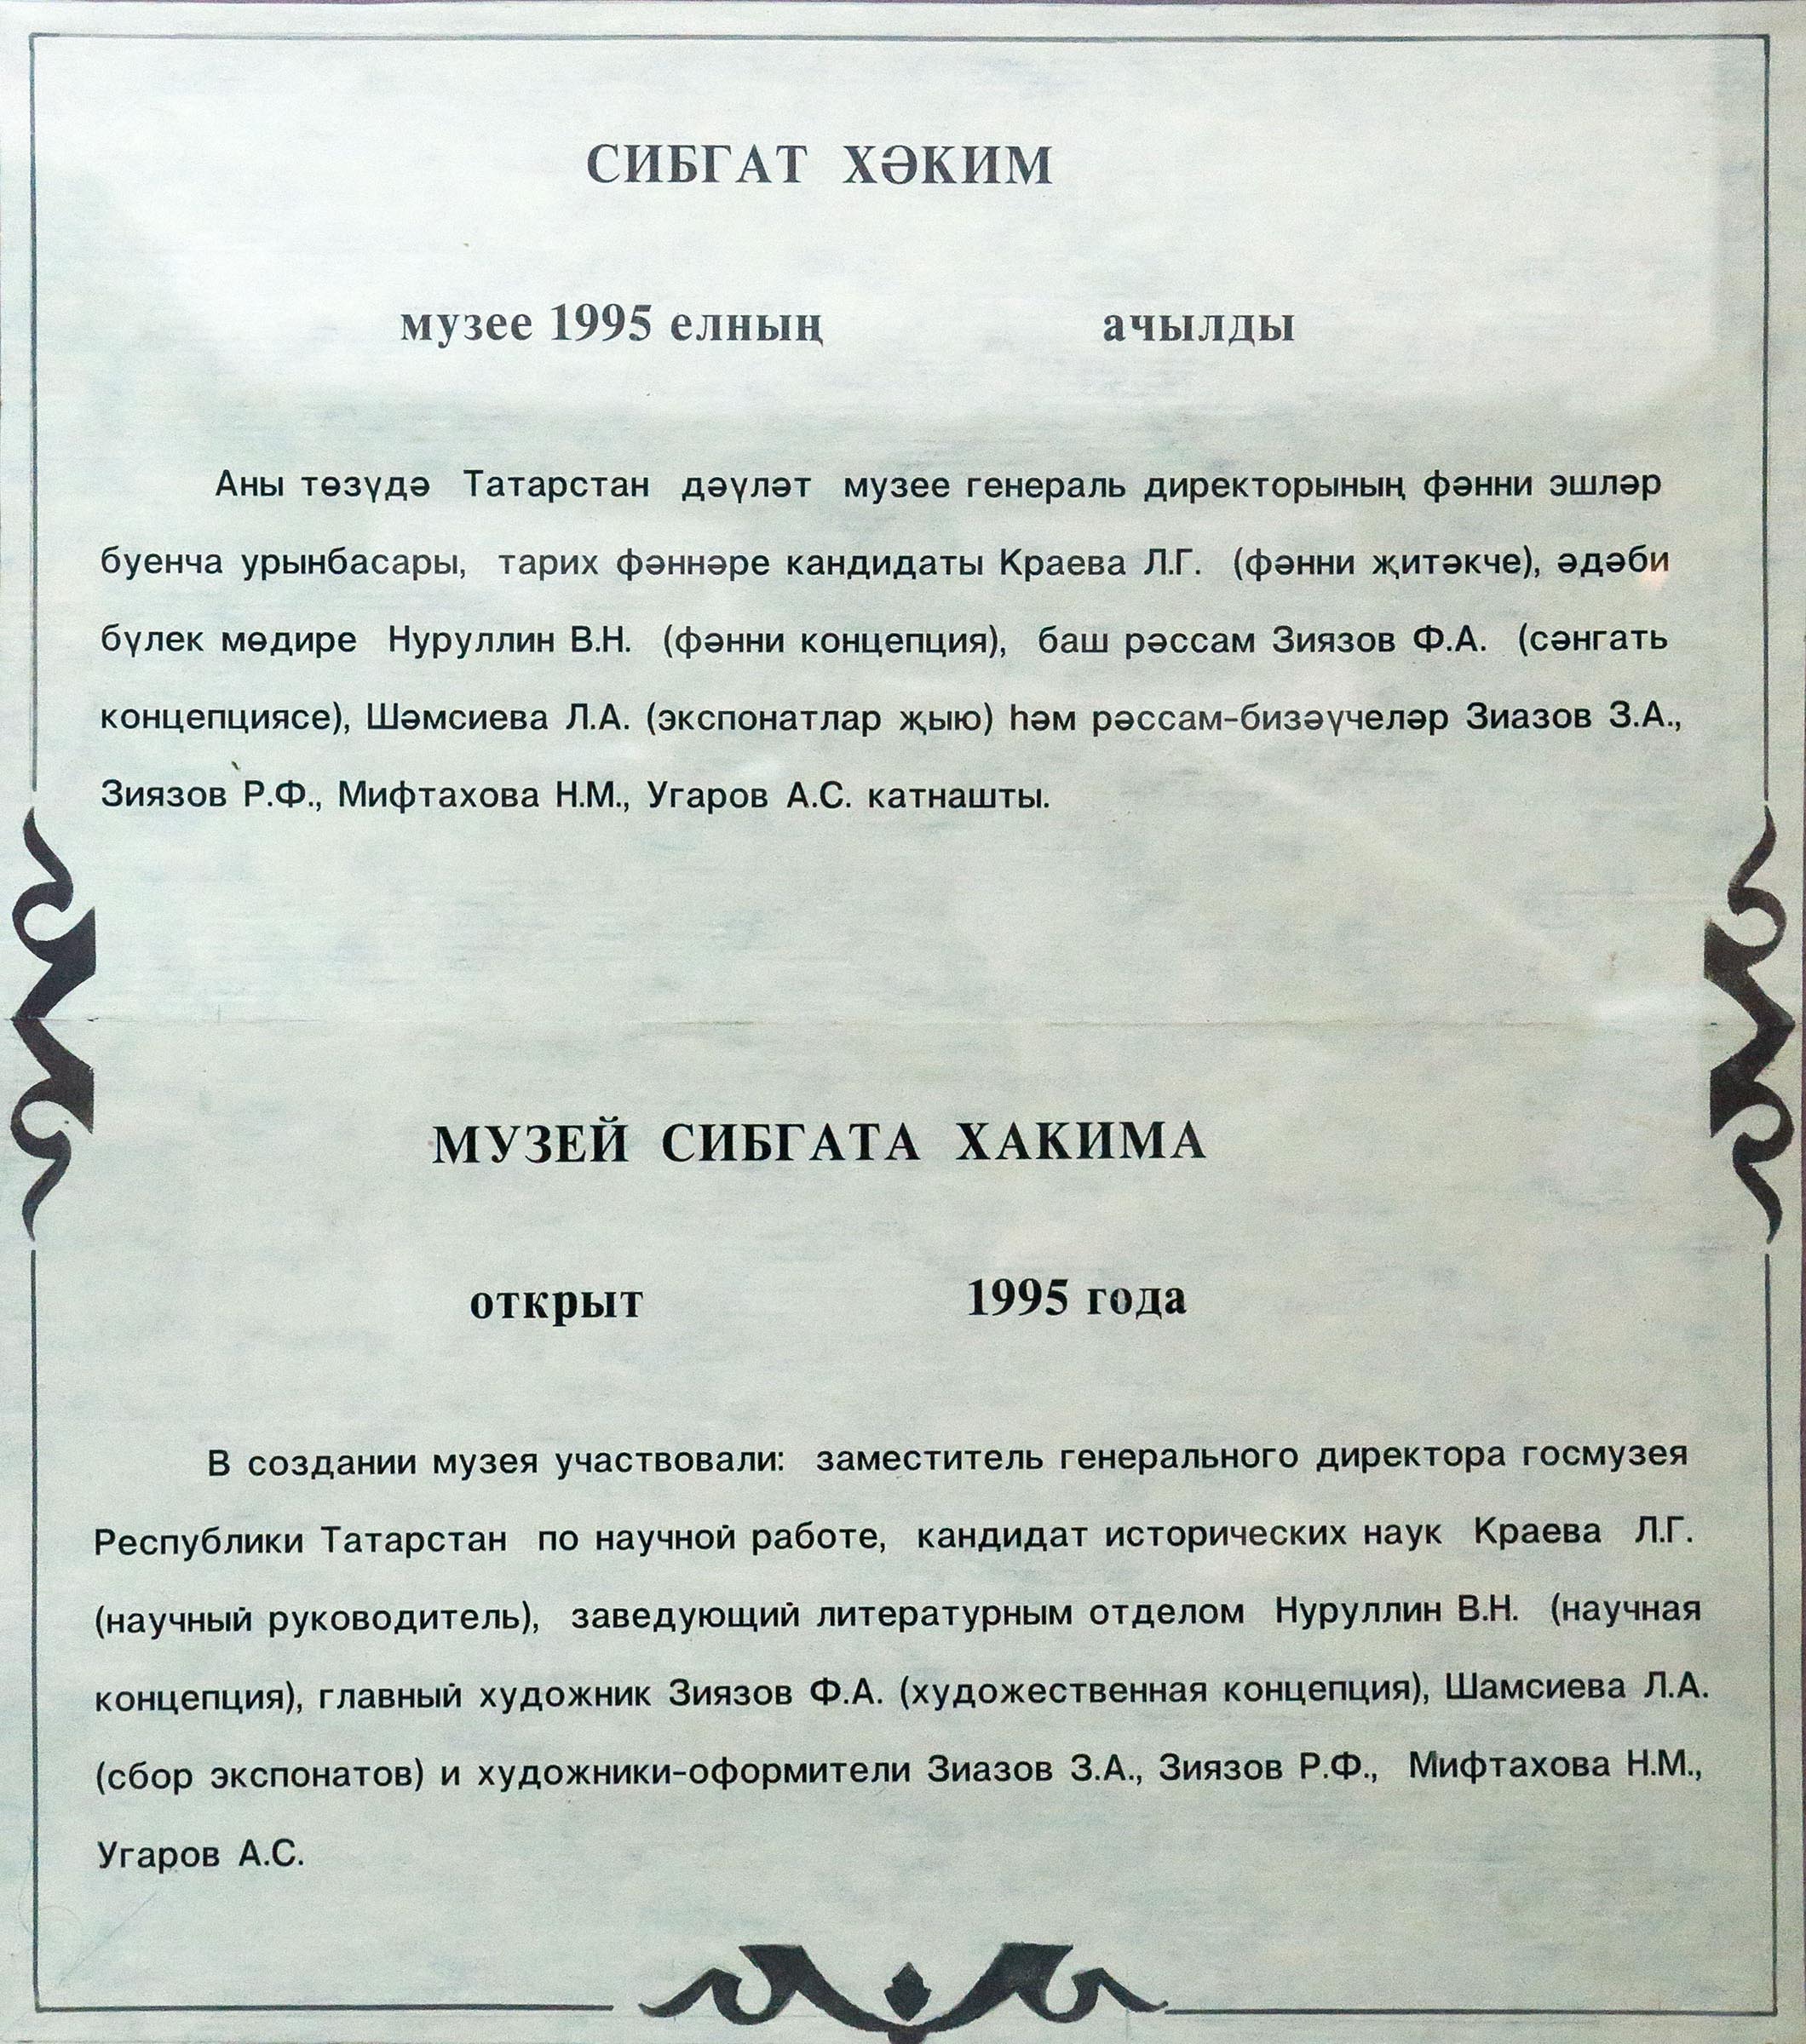 СИБГАТ ХӘКИМ
музее 1995 елның ачылды
Аны төзүдә Татарстан дәүләт музее генераль директорының фәнни эшләр
буенча урынбасары, тарих фәннәре кандидаты Краева Л.Г. (фәнни җитәкче), әдәби
бүлек мөдире Нуруллин В.Н. (фәнни концепция), баш рәссам Зиязов Ф.А. (сәнгать
концепциясе), Шәмсиева Л.А. (экспонатлар җыю) һәм рәссам-бизәүчеләр Зиазов З.А.,
Зиязов Р.Ф., Мифтахова Н.М., Угаров А.С. катнашты.
МУЗЕЙ СИБГАТА ХАКИМА
открыт 1995 года
В создании музея участвовали: заместитель генерального директора госмузея
Республики Татарстан по научной работе, кандидат исторических наук Краева Л.Г.
(научный руководитель), заведующий литературным отделом Нуруллин В.Н. (научная
концепция), главный художник Зиязов Ф.А. (художественная концепция), Шамсиева Л.А.
(сбор экспонатов) и художники-оформители Зиазов З.А., Зиязов Р.Ф., Мифтахова Н.М.,
Угаров А.С.